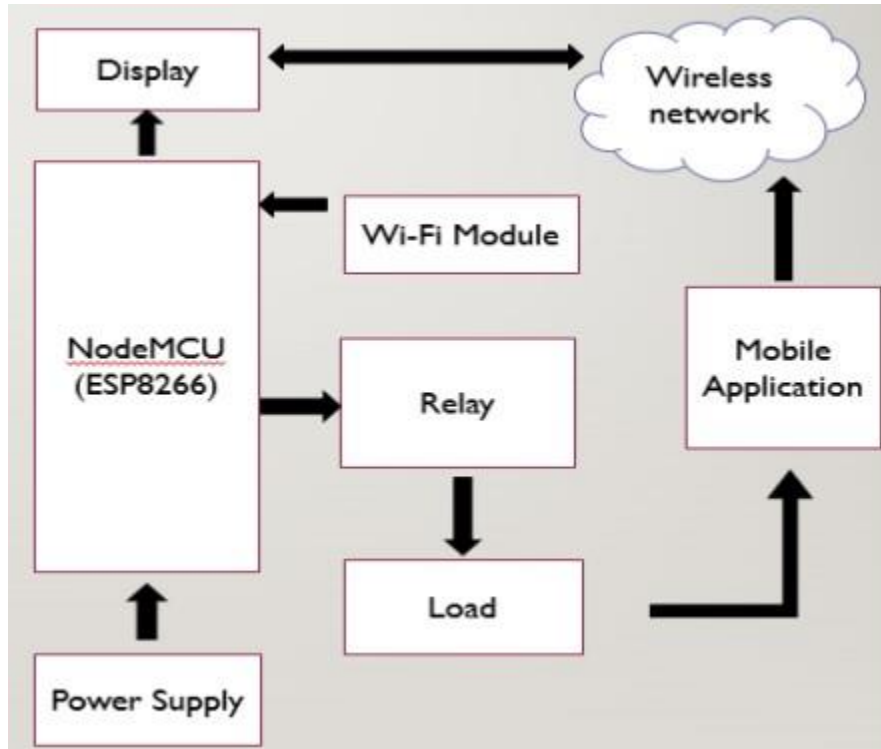 Display
Wireless
network
Wi-Fi Module
NodeMCU
(ESP8266)
Relay
Mobile
Application
Load
Power Supply